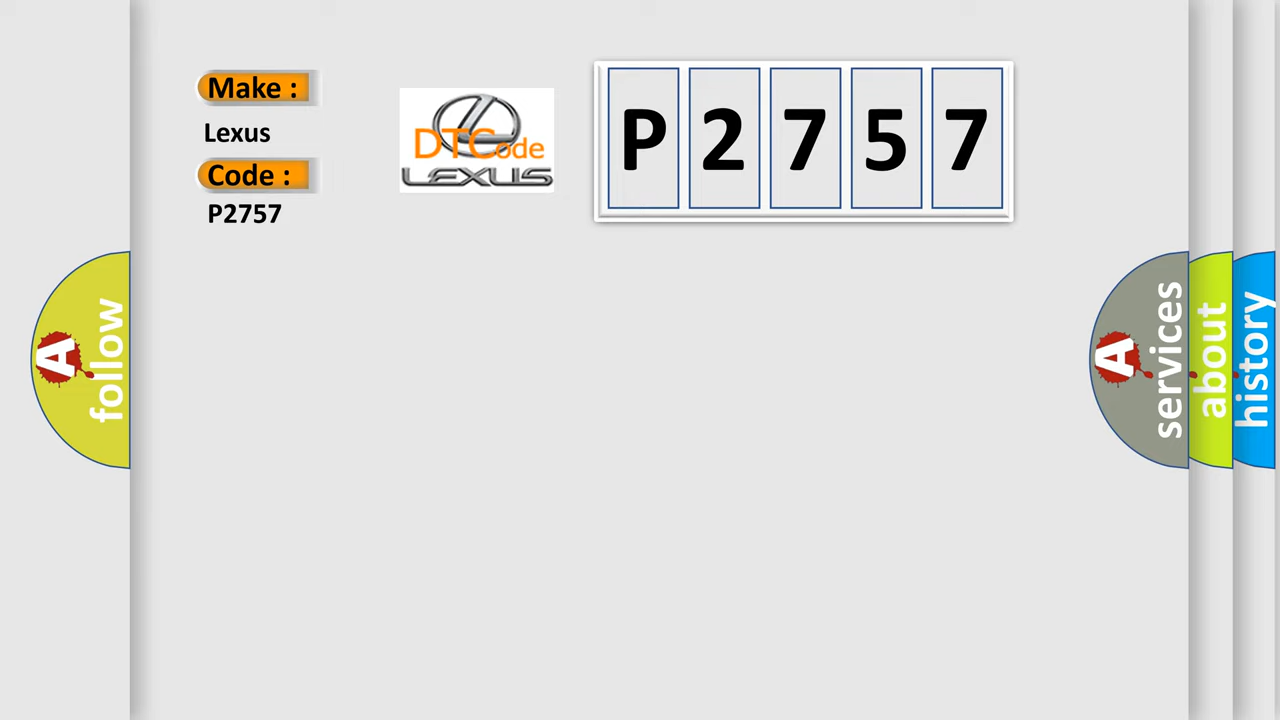 Make :
Lexus
Code :
P2757
DTCode
LEXUS
P 2 7 5 7
A follow
A services
about
history